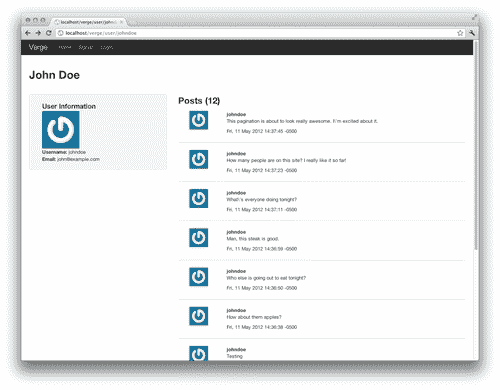 localhost/verge/user/johndoe
localhost/verge/user/johndoe
Verge
Home
John Doe
User Information
Username: johndoe
Email: john@example.com
Posts (12)
johndoe
This pagination is about to look really awesome. I\'m excited about it.
Fri, 11 May 2012 14:37:45 -0500
johndoe
How many people are on this site? I really like it so far!
Fri, 11 May 2012 14:37:23 -0500
johndoe
What\'s everyone doing tonight?
Fri, 11 May 2012 14:37:11 -0500
johndoe
Man, this steak is good.
Fri, 11 May 2012 14:36:59 -0500
johndoe
Who else is going out to eat tonight?
Fri, 11 May 2012 14:36:50 -0500
johndoe
How about them apples?
Fri, 11 May 2012 14:36:38 -0500
johndoe
Testing